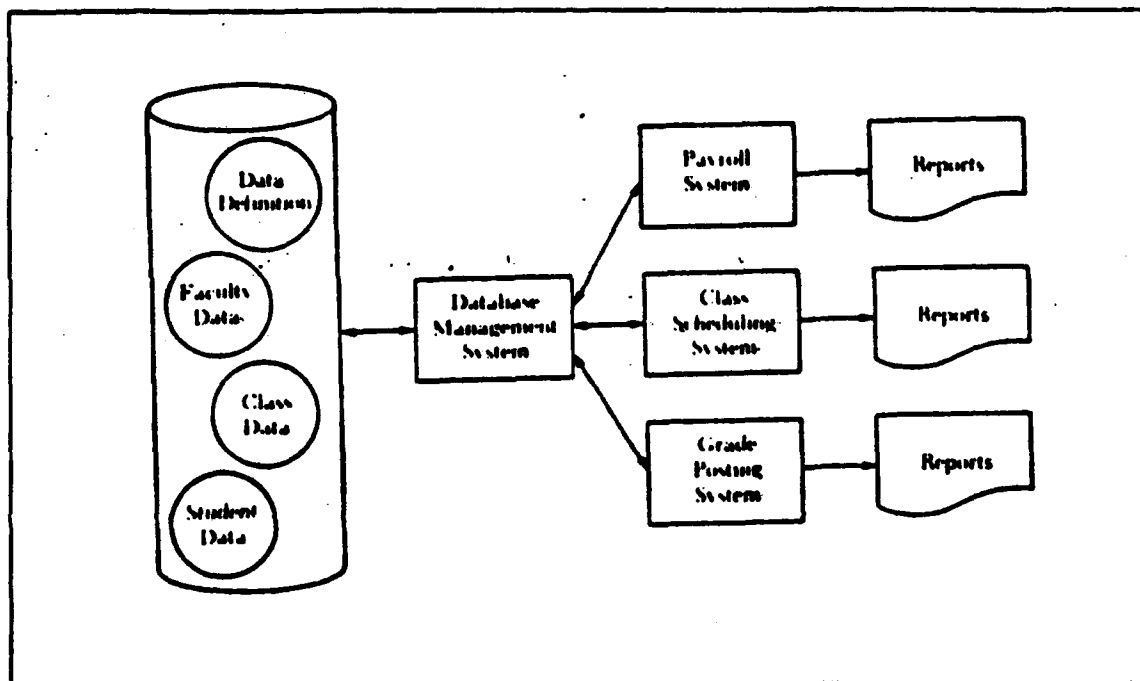 Data
Definition
Faculty
Data
Class
Data
Student
Data
Database
Management
System
Payroll
System
Class
Scheduling
System
Grade
Posting
System
Reports
Reports
Reports